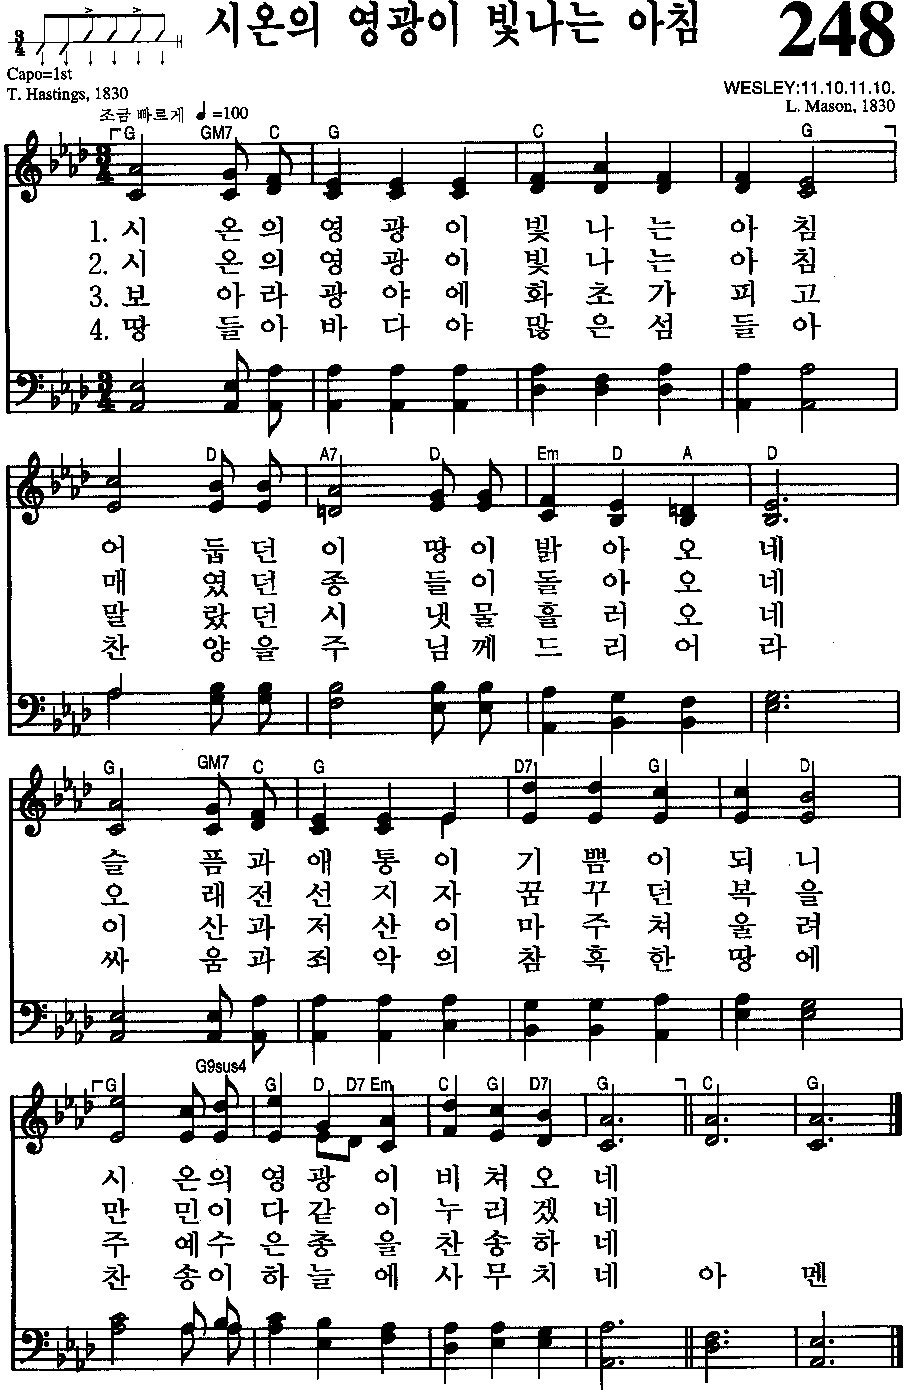 시온의 영광이 빛나는 아침 248
3/4
Capo=1st
T. Hastings, 1830
WESLEY:11.10.11.10.
L. Mason, 1830
조금 빠르게 ♩=100
G GM7 C G C G
1. 시 온의 영광이 빛나는 아 침
2. 시 온의 영광이 빛나는 아 침
3. 보 아라 광야에 화초가 피 고
4. 땅 들아 바다야 많은섬 들 아
D A7 D Em D A D
어 둡던 이 땅이 밝아오 네
매 였던 종 들이 돌아오 네
말 랐던 시 냇물 흘러오 네
찬 양을 주 님께 드리어 라
G GM7 C G D7 G D
슬 픔과 애통이 기쁨이 되 니
오 래전 선지자 꿈꾸던 복 을
이 산과 저산이 마주쳐 울 려
싸 움과 죄악의 참혹한 땅 에
G G9sus4 G D D7 Em C G D7 G C G
시 온의 영광이 비쳐오 네
만 민이 다같이 누리겠 네
주 예수 은총을 찬송하 네
찬 송이 하늘에 사무치 네 아 멘